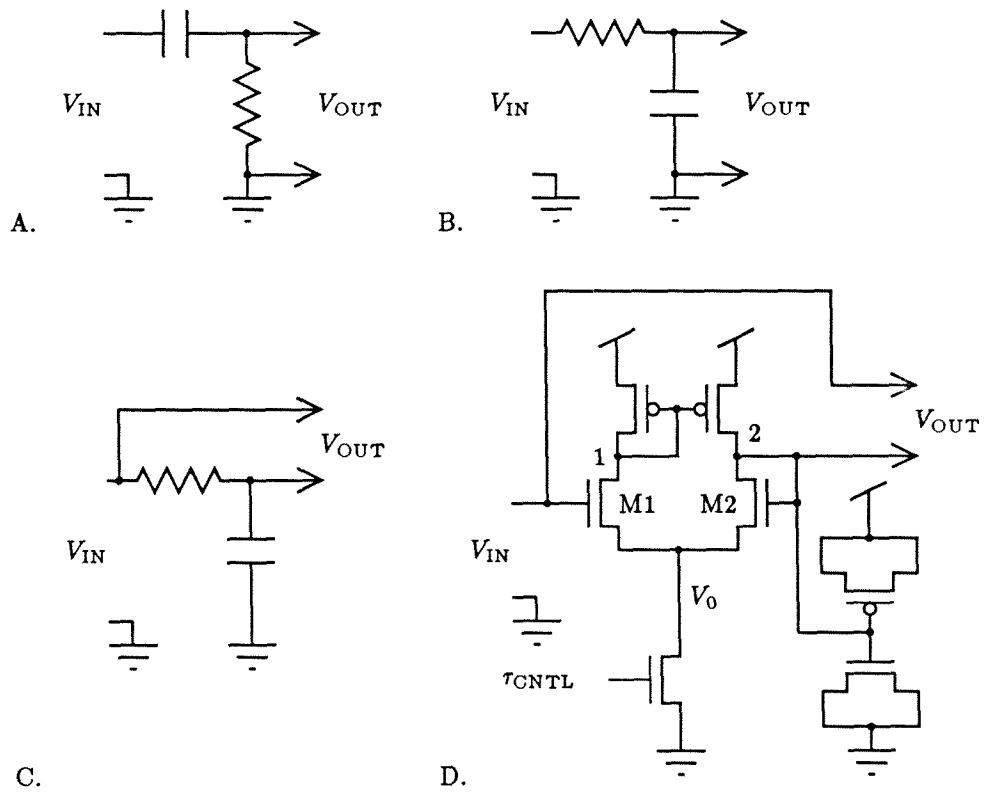 V_IN
V_OUT
A.
V_IN
V_OUT
B.
V_OUT
V_IN
C.
1
2
M1
M2
V_OUT
V_IN
V_0
τ_CNTL
D.